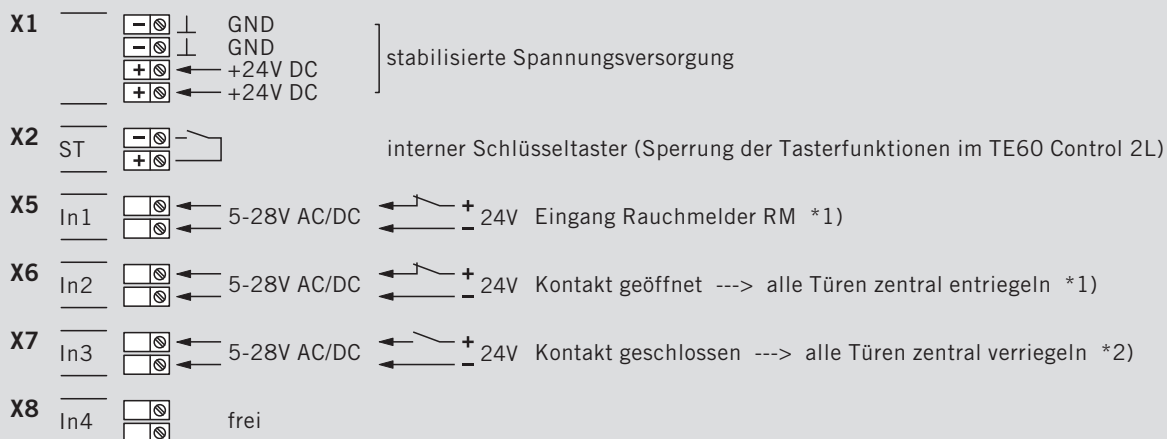 X1 − ⊥ GND
− ⊥ GND
+ +24V DC
+ +24V DC
stabilisierte Spannungsversorgung
X2 ST − + interner Schlüsseltaster (Sperrung der Tasterfunktionen im TE60 Control 2L)
X5 In1 5-28V AC/DC + − 24V Eingang Rauchmelder RM *1)
X6 In2 5-28V AC/DC + − 24V Kontakt geöffnet ---> alle Türen zentral entriegeln *1)
X7 In3 5-28V AC/DC + − 24V Kontakt geschlossen ---> alle Türen zentral verriegeln *2)
X8 In4 frei